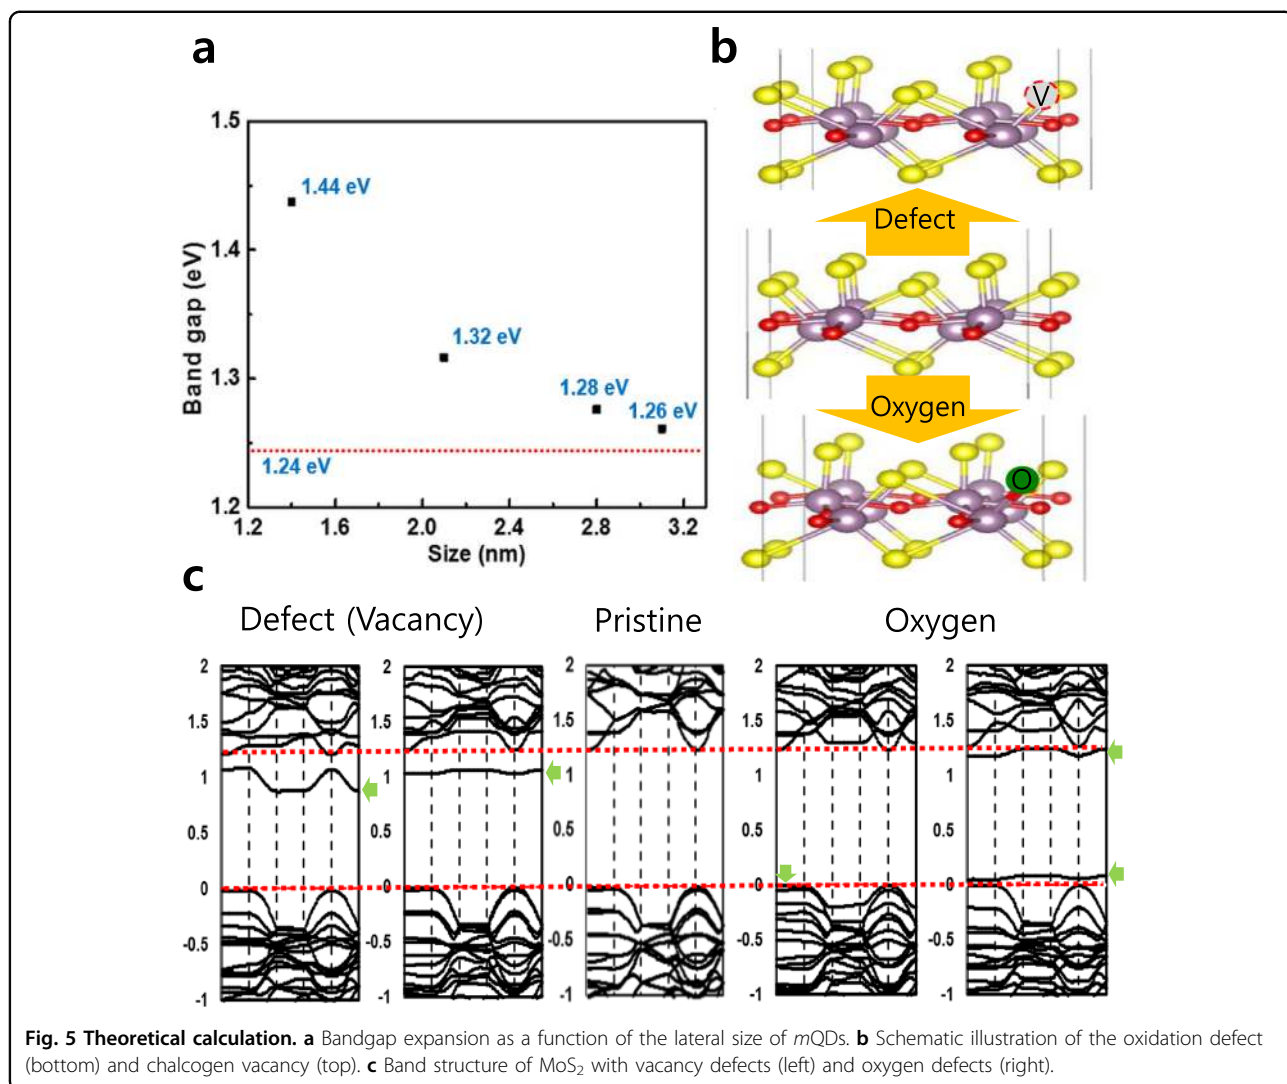 a
1.5
1.4
1.3
1.2
Band gap (eV)
1.44 eV
1.32 eV
1.28 eV
1.26 eV
1.24 eV
1.2 1.6 2.0 2.4 2.8 3.2
Size (nm)
b
V
Defect
Oxygen
O
c
Defect (Vacancy) Pristine Oxygen
2 2 2 2 2
1.5 1.5 1.5 1.5 1.5
1 1 1 1 1
0.5 0.5 0.5 0.5 0.5
0 0 0 0 0
-0.5 -0.5 -0.5 -0.5 -0.5
-1 -1 -1 -1 -1
Fig. 5 Theoretical calculation. a Bandgap expansion as a function of the lateral size of mQDs. b Schematic illustration of the oxidation defect
(bottom) and chalcogen vacancy (top). c Band structure of MoS₂ with vacancy defects (left) and oxygen defects (right).